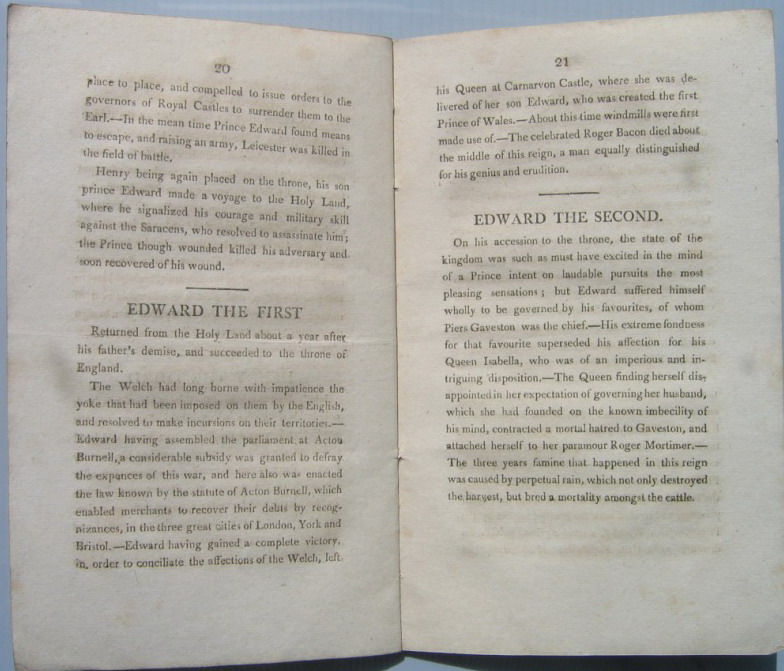 20
place to place, and compelled to issue orders to the
governors of Royal Castles to surrender them to the
Earl.—In the mean time Prince Edward found means
to escape, and raising an army, Leicester was killed in
the field of battle.
Henry being again placed on the throne, his son
prince Edward made a voyage to the Holy Land,
where he signalized his courage and military skill
against the Saracens, who resolved to assassinate him;
the Prince though wounded killed his adversary and
soon recovered of his wound.
EDWARD THE FIRST
Returned from the Holy Land about a year after
his father's demise, and succeeded to the throne of
England.
The Welch had long borne with impatience the
yoke that had been imposed on them by the English,
and resolved to make incursions on their territories.—
Edward having assembled the parliament at Acton
Burnell, a considerable subsidy was granted to defray
the expences of this war, and here also was enacted
the law known by the statute of Acton Burnell, which
enabled merchants to recover their debts by recog-
nizances, in the three great cities of London, York and
Bristol.—Edward having gained a complete victory,
in order to conciliate the affections of the Welch, left
21
his Queen at Carnarvon Castle, where she was de-
livered of her son Edward, who was created the first
Prince of Wales.—About this time windmills were first
made use of.—The celebrated Roger Bacon died about
the middle of this reign, a man equally distinguished
for his genius and erudition.
EDWARD THE SECOND.
On his accession to the throne, the state of the
kingdom was such as must have excited in the mind
of a Prince intent on laudable pursuits the most
pleasing sensations; but Edward suffered himself
wholly to be governed by his favourites, of whom
Piers Gaveston was the chief.—His extreme fondness
for that favourite superseded his affection for his
Queen Isabella, who was of an imperious and in-
triguing disposition.—The Queen finding herself dis-
appointed in her expectation of governing her husband,
which she had founded on the known imbecility of
his mind, contracted a mortal hatred to Gaveston, and
attached herself to her paramour Roger Mortimer.—
The three years famine that happened in this reign
was caused by perpetual rain, which not only destroyed
the harvest, but bred a mortality amongst the cattle.